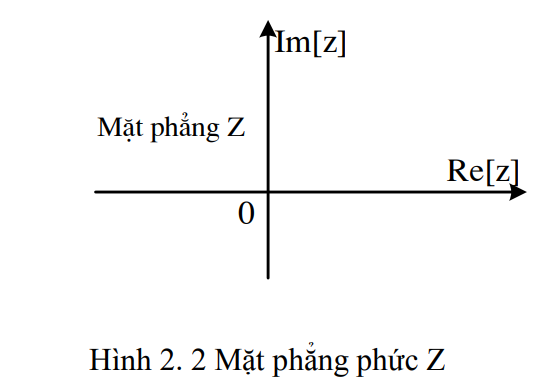 Im[z]
Mặt phẳng Z
Re[z]
0
Hình 2. 2 Mặt phẳng phức Z